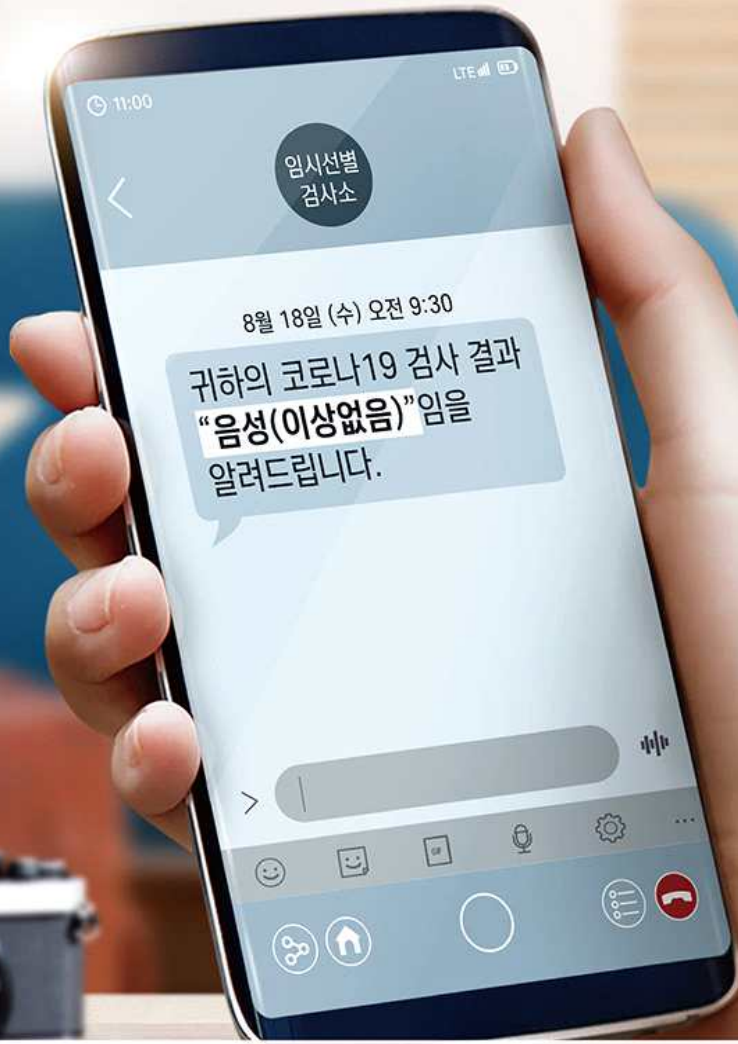 11:00
LTE
임시선별
검사소
8월 18일 (수) 오전 9:30
귀하의 코로나19 검사 결과
“음성(이상없음)”임을
알려드립니다.
GIF